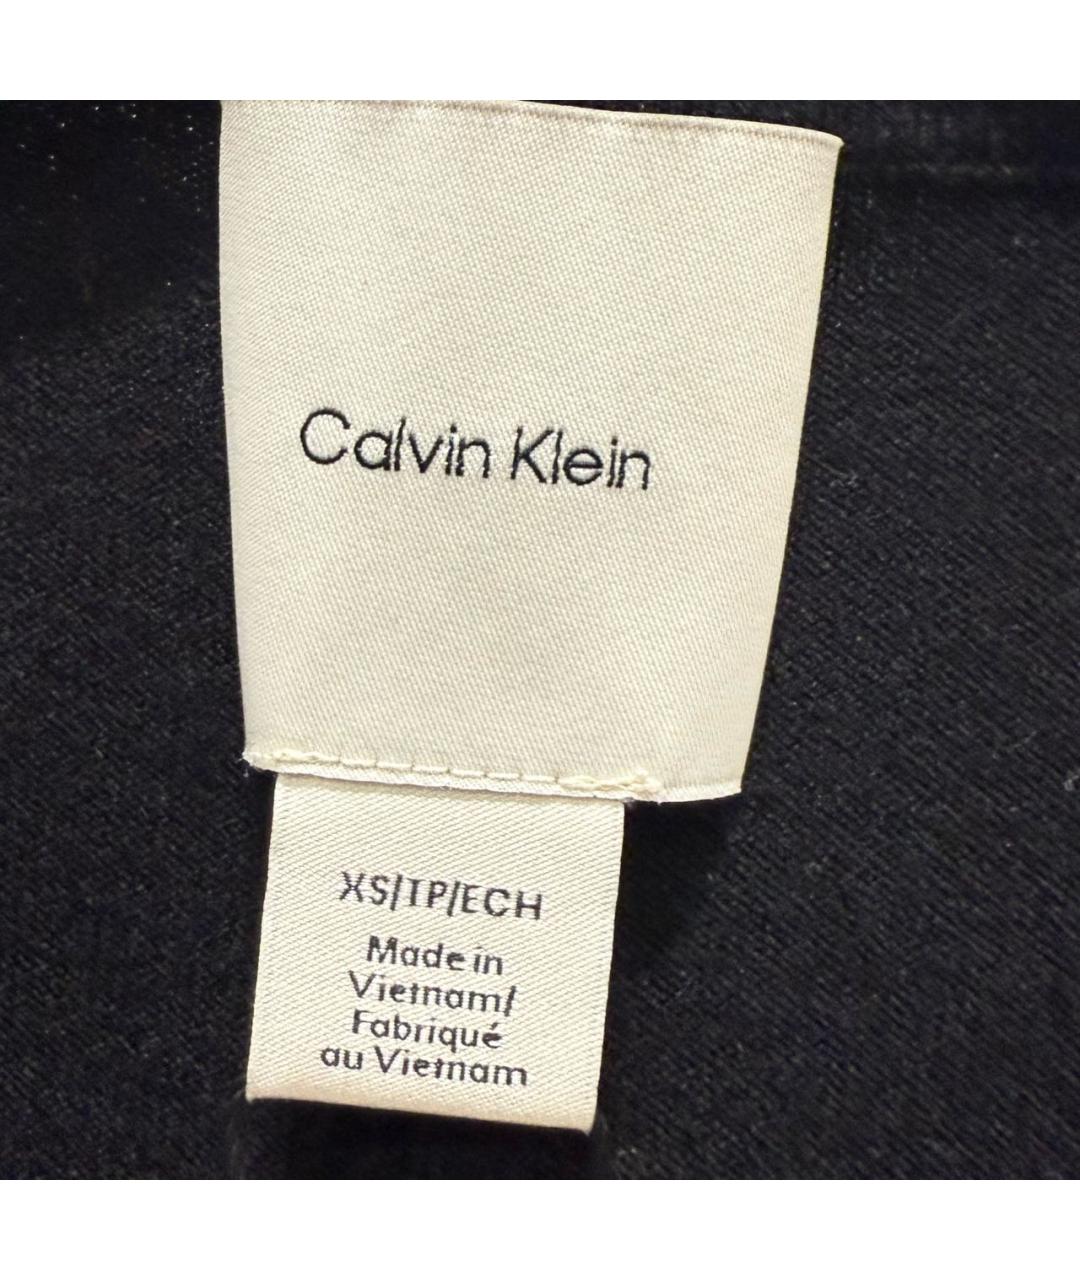 Calvin Klein
XS/TP/ECH
Made in
Vietnam/
Fabriqué
au Vietnam